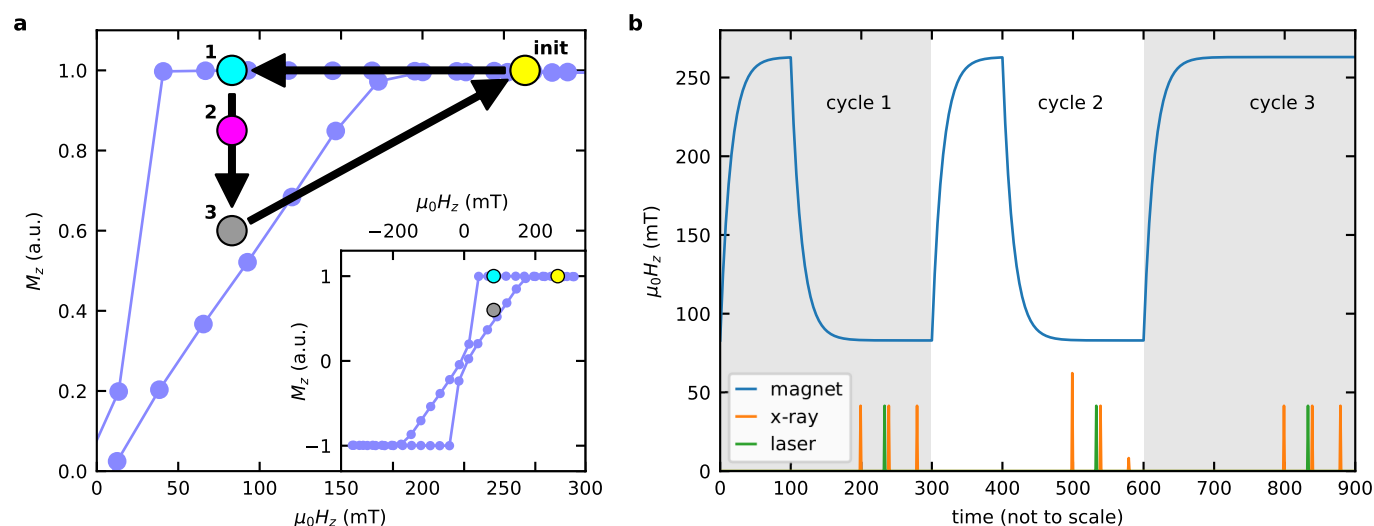 a
init
1
2
3
1.0
0.8
0.6
0.4
0.2
0.0
M_z (a.u.)
0
50
100
150
200
250
300
μ₀H_z (mT)
μ₀H_z (mT)
−200
0
200
1
0
−1
M_z (a.u.)
b
cycle 1
cycle 2
cycle 3
250
200
150
100
50
0
μ₀H_z (mT)
magnet
x-ray
laser
0
100
200
300
400
500
600
700
800
900
time (not to scale)